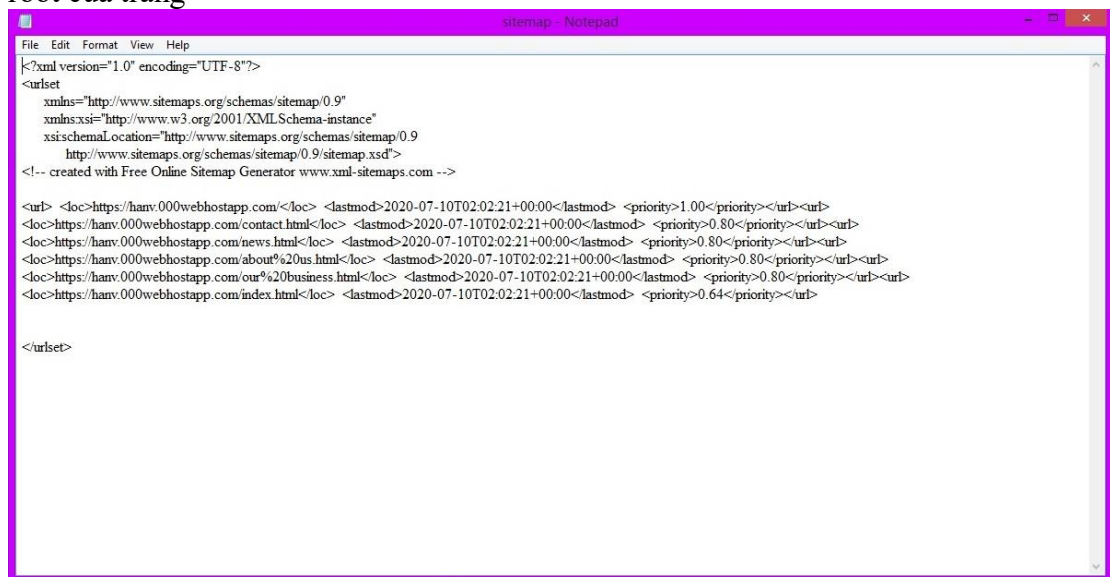 root của trang
sitemap - Notepad
File Edit Format View Help
<?xml version="1.0" encoding="UTF-8"?>
<urlset
xmlns="http://www.sitemaps.org/schemas/sitemap/0.9"
xmlns:xsi="http://www.w3.org/2001/XMLSchema-instance"
xsi:schemaLocation="http://www.sitemaps.org/schemas/sitemap/0.9
http://www.sitemaps.org/schemas/sitemap/0.9/sitemap.xsd">
<!-- created with Free Online Sitemap Generator www.xml-sitemaps.com -->
<url> <loc>https://hanv.000webhostapp.com/</loc> <lastmod>2020-07-10T02:02:21+00:00</lastmod> <priority>1.00</priority></url><url>
<loc>https://hanv.000webhostapp.com/contact.html</loc> <lastmod>2020-07-10T02:02:21+00:00</lastmod> <priority>0.80</priority></url><url>
<loc>https://hanv.000webhostapp.com/news.html</loc> <lastmod>2020-07-10T02:02:21+00:00</lastmod> <priority>0.80</priority></url><url>
<loc>https://hanv.000webhostapp.com/about%20us.html</loc> <lastmod>2020-07-10T02:02:21+00:00</lastmod> <priority>0.80</priority></url><url>
<loc>https://hanv.000webhostapp.com/our%20business.html</loc> <lastmod>2020-07-10T02:02:21+00:00</lastmod> <priority>0.80</priority></url><url>
<loc>https://hanv.000webhostapp.com/index.html</loc> <lastmod>2020-07-10T02:02:21+00:00</lastmod> <priority>0.64</priority></url>
</urlset>